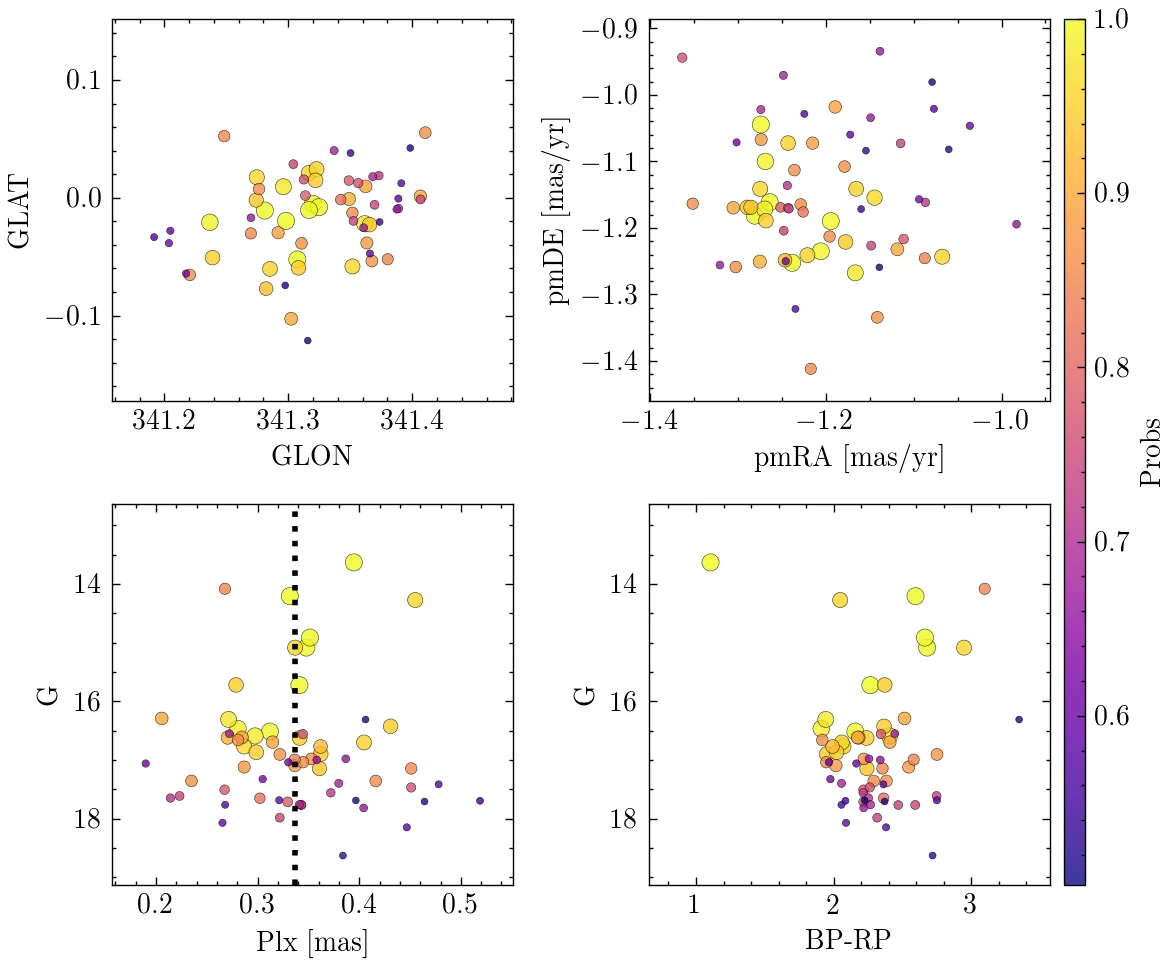 0.1
0.0
−0.1
GLAT
341.2 341.3 341.4
GLON
−0.9
−1.0
−1.1
−1.2
−1.3
−1.4
pmDE [mas/yr]
−1.4 −1.2 −1.0
pmRA [mas/yr]
14
16
18
G
0.2 0.3 0.4 0.5
Plx [mas]
14
16
18
G
1 2 3
BP-RP
1.0
0.9
0.8
0.7
0.6
Probs